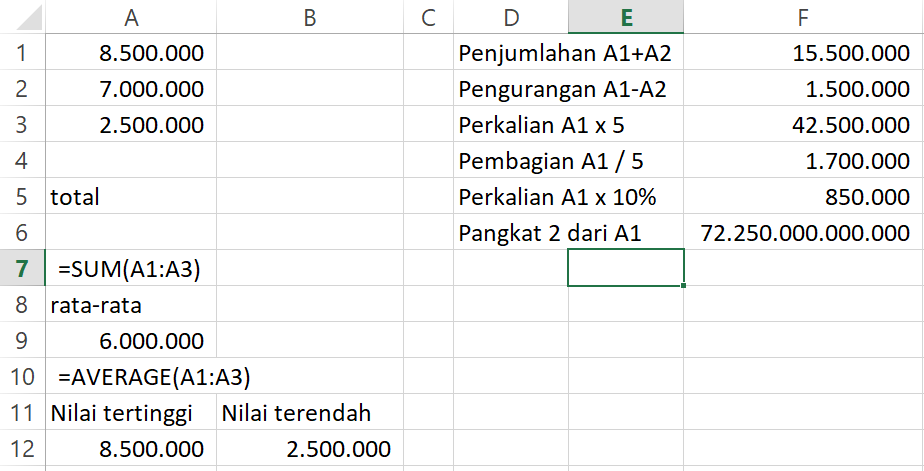 A B C D E F
1 8.500.000 Penjumlahan A1+A2 15.500.000
2 7.000.000 Pengurangan A1-A2 1.500.000
3 2.500.000 Perkalian A1 x 5 42.500.000
4 Pembagian A1 / 5 1.700.000
5 total Perkalian A1 x 10% 850.000
6 Pangkat 2 dari A1 72.250.000.000.000
7 =SUM(A1:A3)
8 rata-rata
9 6.000.000
10 =AVERAGE(A1:A3)
11 Nilai tertinggi Nilai terendah
12 8.500.000 2.500.000